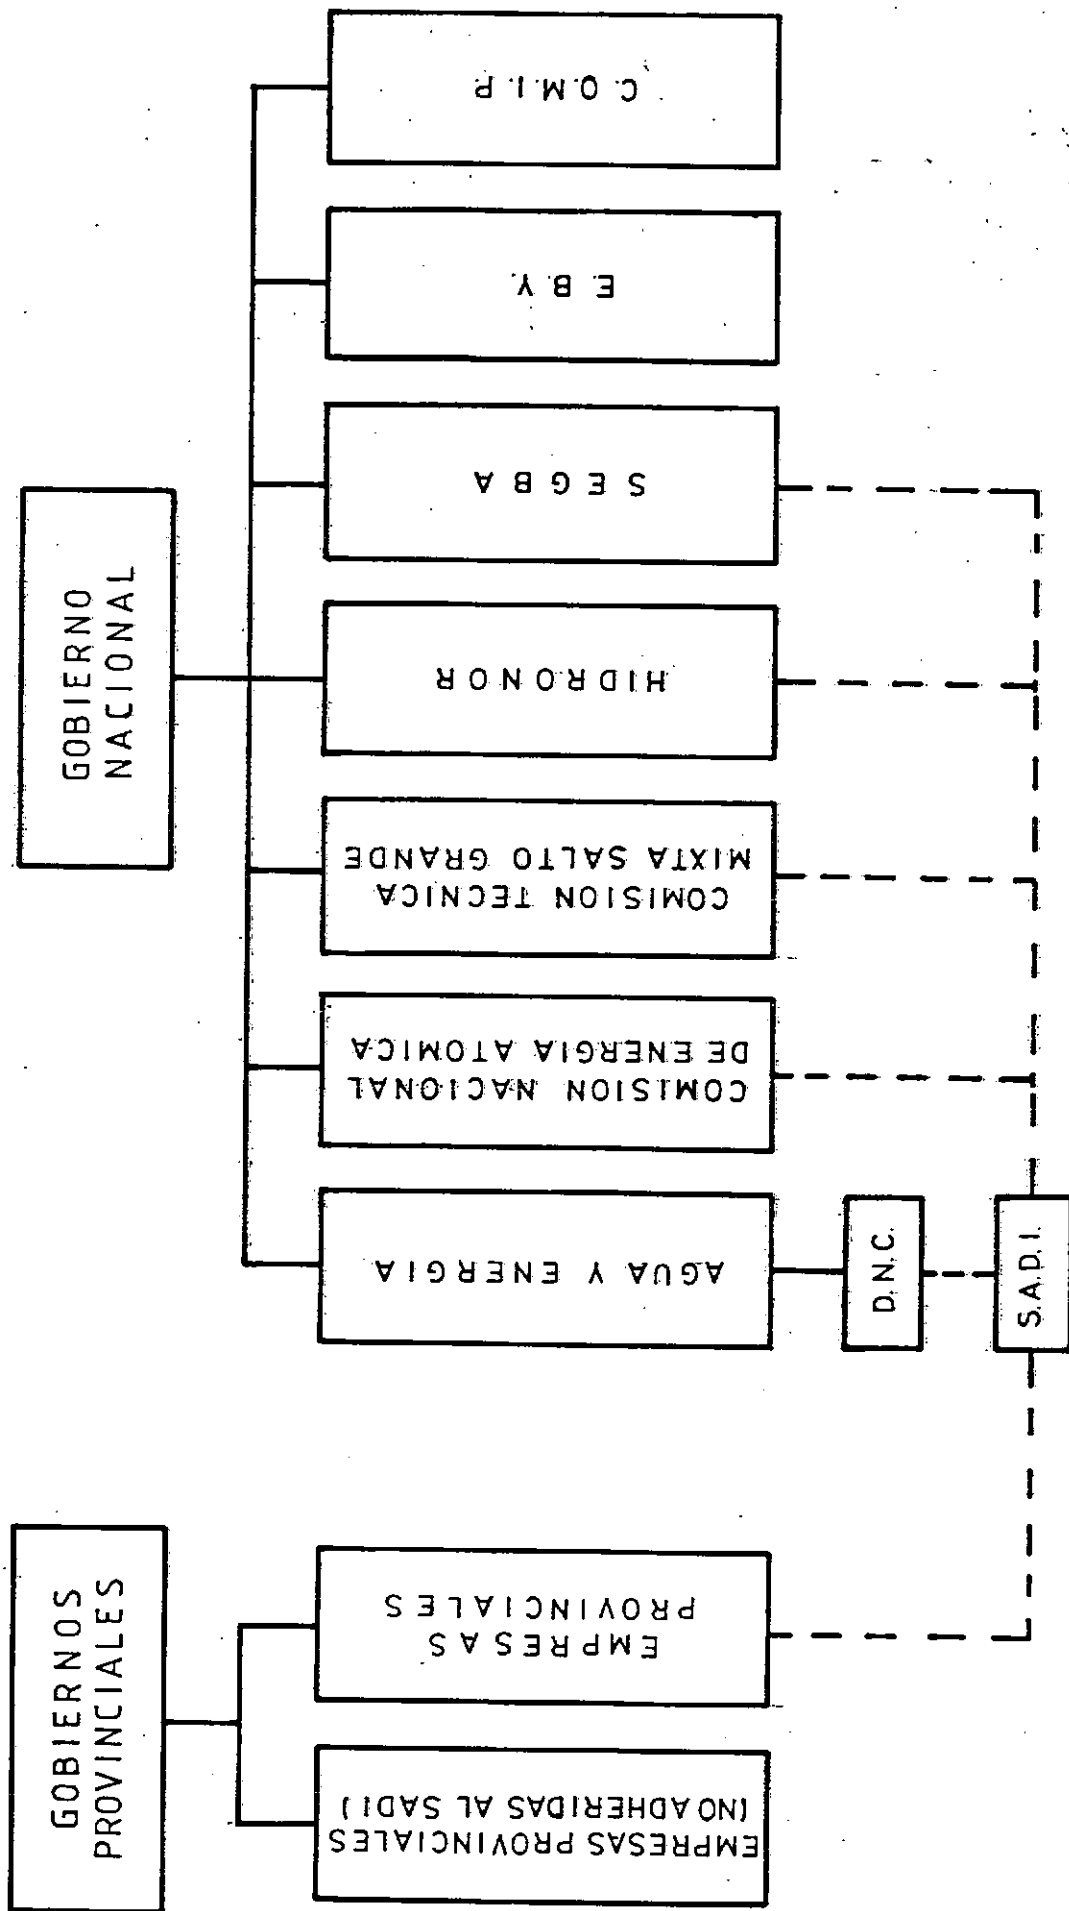 GOBIERNOS
PROVINCIALES
EMPRESAS PROVINCIALES
(NO ADHERIDAS AL SADI)
EMPRESAS
PROVINCIALES
GOBIERNO
NACIONAL
AGUA Y ENERGIA
COMISION NACIONAL
DE ENERGIA ATOMICA
COMISION TECNICA
MIXTA SALTO GRANDE
HIDRONOR
SEGBA
E.B.Y.
C.O.M.I.P.
D.N.C.
S.A.D.I.